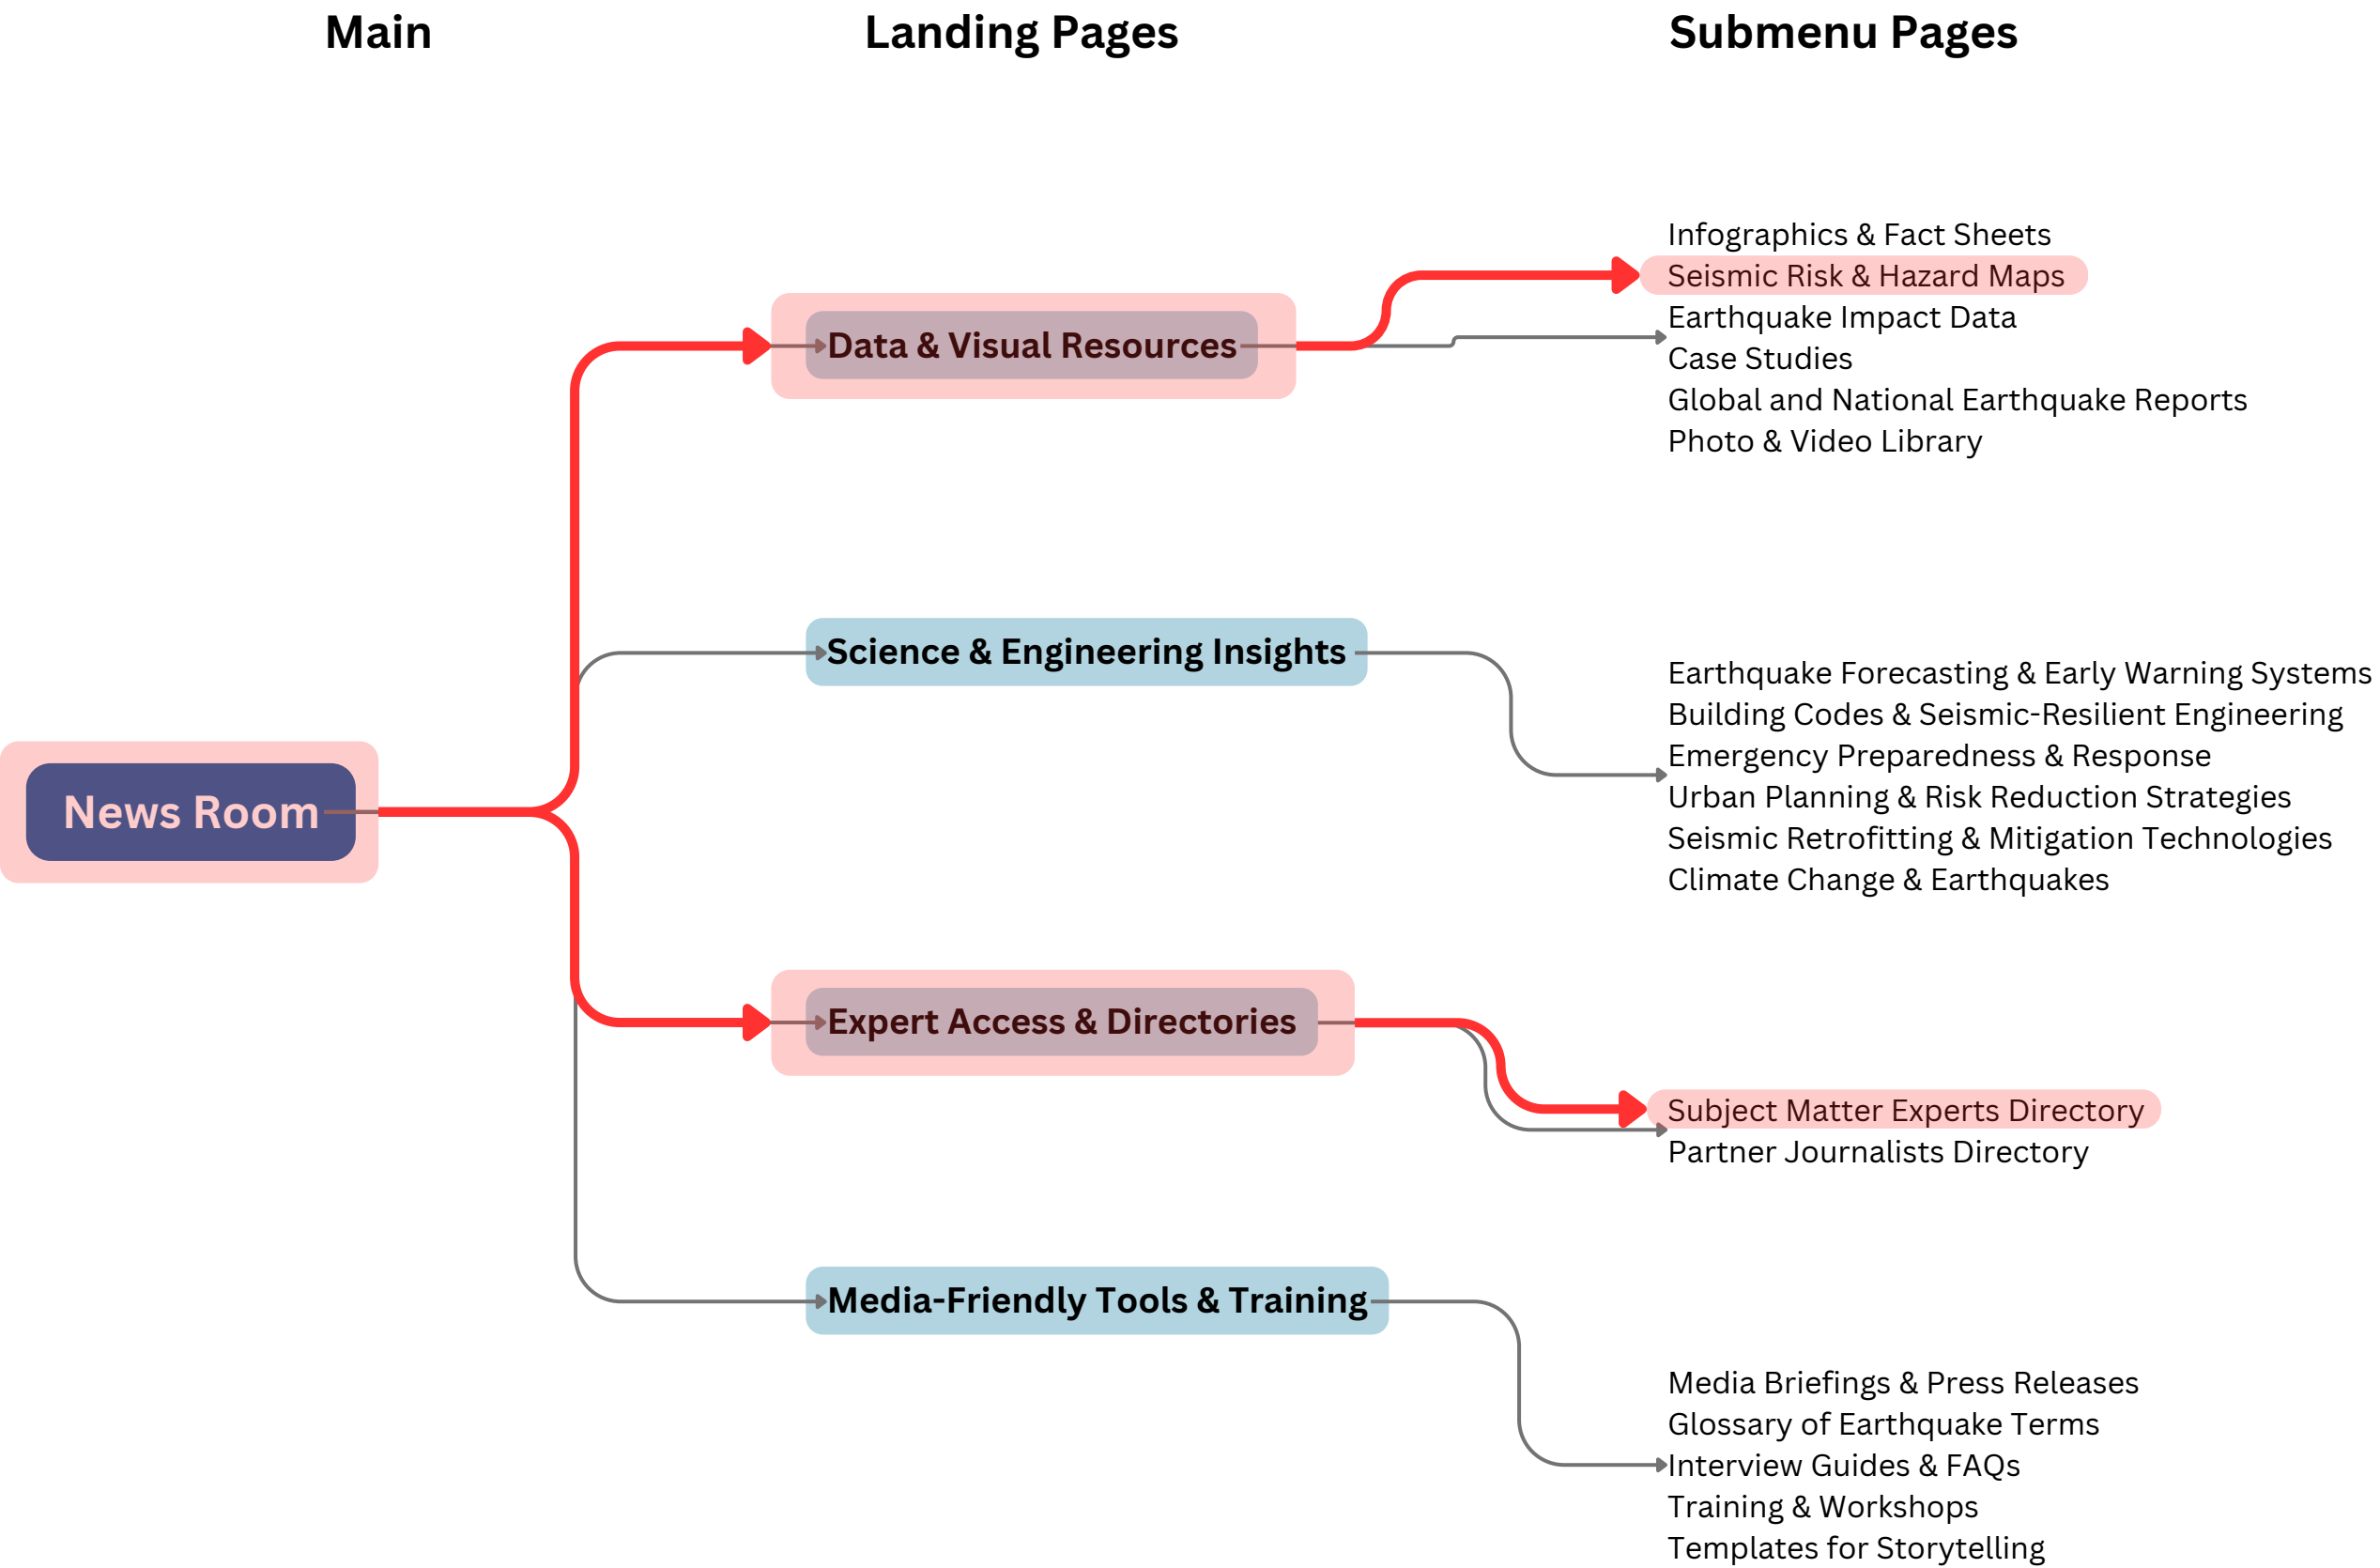 Main
Landing Pages
Submenu Pages
News Room
Data & Visual Resources
Infographics & Fact Sheets
Seismic Risk & Hazard Maps
Earthquake Impact Data
Case Studies
Global and National Earthquake Reports
Photo & Video Library
Science & Engineering Insights
Earthquake Forecasting & Early Warning Systems
Building Codes & Seismic-Resilient Engineering
Emergency Preparedness & Response
Urban Planning & Risk Reduction Strategies
Seismic Retrofitting & Mitigation Technologies
Climate Change & Earthquakes
Expert Access & Directories
Subject Matter Experts Directory
Partner Journalists Directory
Media-Friendly Tools & Training
Media Briefings & Press Releases
Glossary of Earthquake Terms
Interview Guides & FAQs
Training & Workshops
Templates for Storytelling